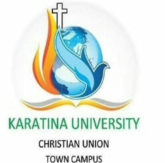 KARATINA UNIVERSITY
CHRISTIAN UNION
TOWN CAMPUS